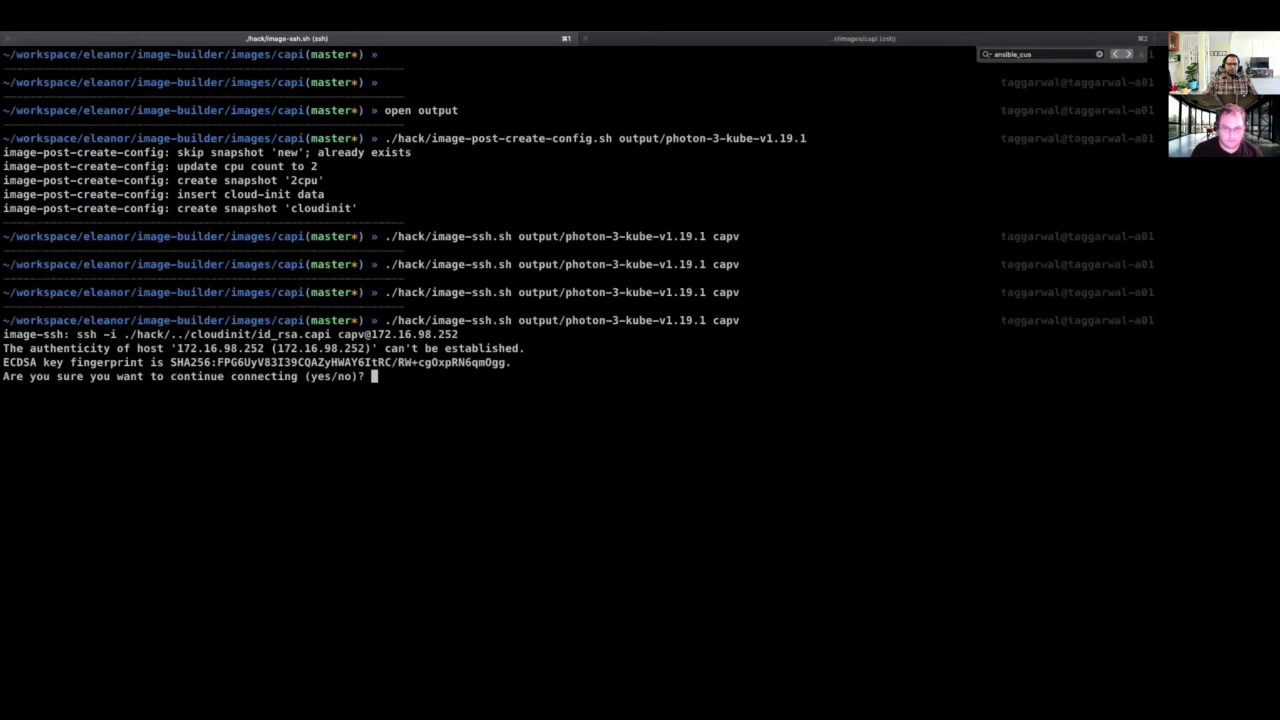 ./hack/image-ssh.sh (ssh) ⌘1 ..r/images/capi (zsh) ⌘2
~/workspace/eleanor/image-builder/images/capi(master*) » ansible_cus
~/workspace/eleanor/image-builder/images/capi(master*) » taggarwal@taggarwal-a01
~/workspace/eleanor/image-builder/images/capi(master*) » open output taggarwal@taggarwal-a01
~/workspace/eleanor/image-builder/images/capi(master*) » ./hack/image-post-create-config.sh output/photon-3-kube-v1.19.1 taggarwal@taggarwal-a01
image-post-create-config: skip snapshot 'new'; already exists
image-post-create-config: update cpu count to 2
image-post-create-config: create snapshot '2cpu'
image-post-create-config: insert cloud-init data
image-post-create-config: create snapshot 'cloudinit'
~/workspace/eleanor/image-builder/images/capi(master*) » ./hack/image-ssh.sh output/photon-3-kube-v1.19.1 capv taggarwal@taggarwal-a01
~/workspace/eleanor/image-builder/images/capi(master*) » ./hack/image-ssh.sh output/photon-3-kube-v1.19.1 capv taggarwal@taggarwal-a01
~/workspace/eleanor/image-builder/images/capi(master*) » ./hack/image-ssh.sh output/photon-3-kube-v1.19.1 capv taggarwal@taggarwal-a01
~/workspace/eleanor/image-builder/images/capi(master*) » ./hack/image-ssh.sh output/photon-3-kube-v1.19.1 capv taggarwal@taggarwal-a01
image-ssh: ssh -i ./hack/../cloudinit/id_rsa.capi capv@172.16.98.252
The authenticity of host '172.16.98.252 (172.16.98.252)' can't be established.
ECDSA key fingerprint is SHA256:FPG6UyV83I39CQAZyHWAY6ItRC/RW+cgOxpRN6qmOgg.
Are you sure you want to continue connecting (yes/no)?